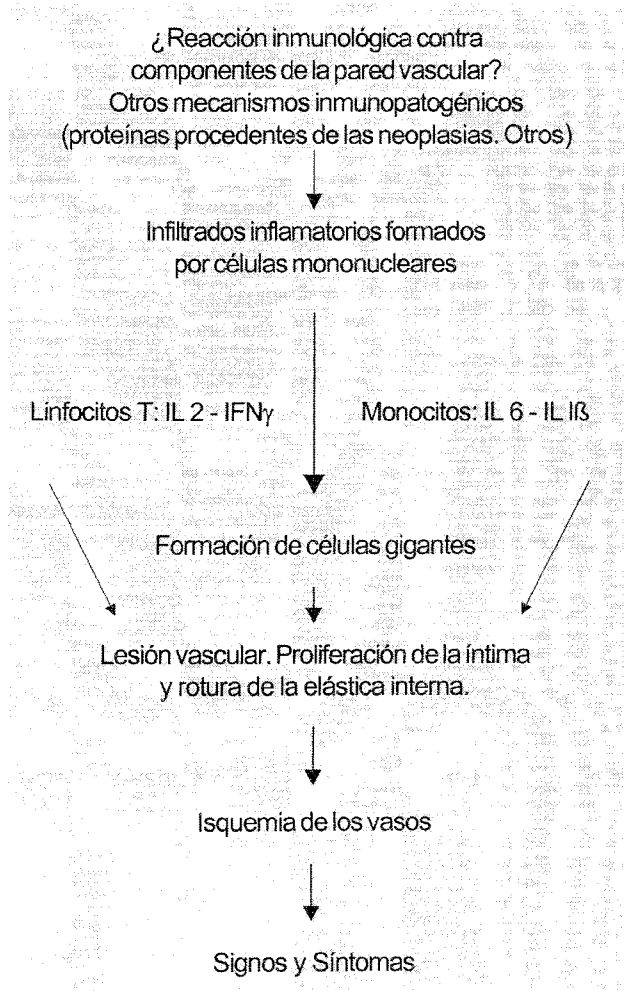 ¿Reacción inmunológica contra
componentes de la pared vascular?
Otros mecanismos inmunopatogénicos
(proteínas procedentes de las neoplasias. Otros)
Infiltrados inflamatorios formados
por células mononucleares
Linfocitos T: IL 2 - IFNγ
Monocitos: IL 6 - IL Iß
Formación de células gigantes
Lesión vascular. Proliferación de la íntima
y rotura de la elástica interna.
Isquemia de los vasos
Signos y Síntomas